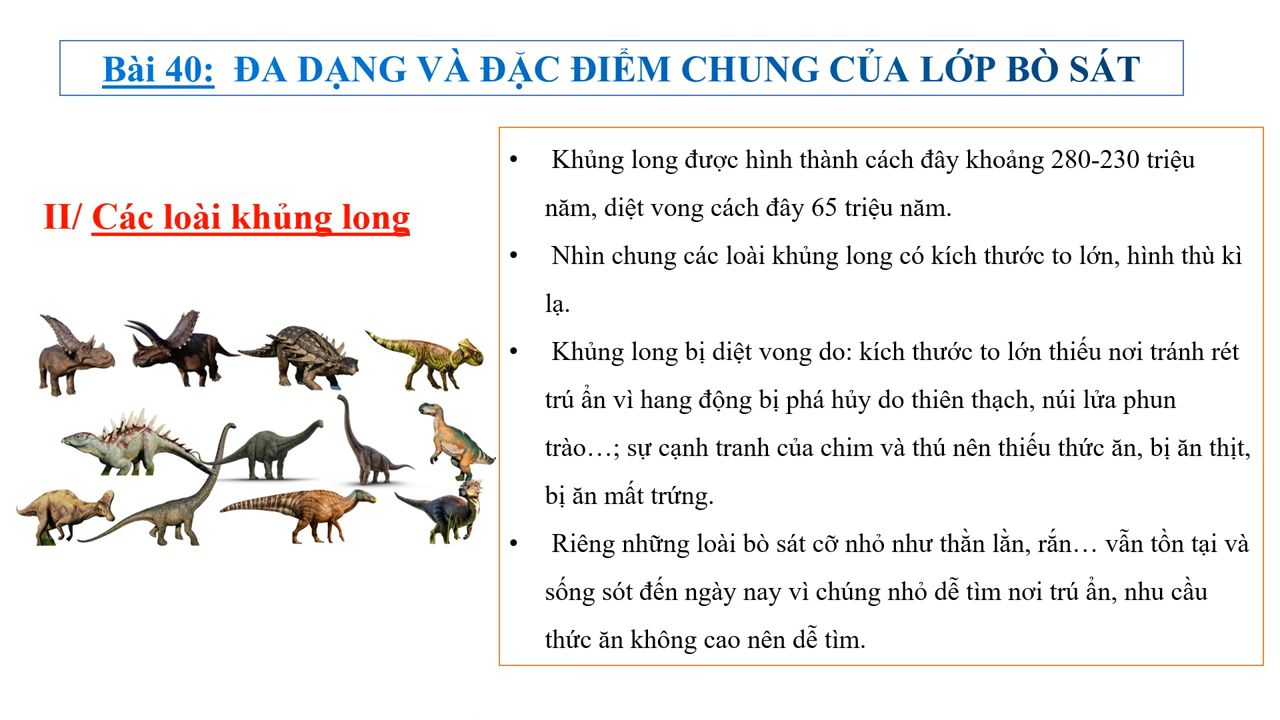 Bài 40: ĐA DẠNG VÀ ĐẶC ĐIỂM CHUNG CỦA LỚP BÒ SÁT
II/ Các loài khủng long
• Khủng long được hình thành cách đây khoảng 280-230 triệu
năm, diệt vong cách đây 65 triệu năm.
• Nhìn chung các loài khủng long có kích thước to lớn, hình thù kì
lạ.
• Khủng long bị diệt vong do: kích thước to lớn thiếu nơi tránh rét
trú ẩn vì hang động bị phá hủy do thiên thạch, núi lửa phun
trào…; sự cạnh tranh của chim và thú nên thiếu thức ăn, bị ăn thịt,
bị ăn mất trứng.
• Riêng những loài bò sát cỡ nhỏ như thằn lằn, rắn… vẫn tồn tại và
sống sót đến ngày nay vì chúng nhỏ dễ tìm nơi trú ẩn, nhu cầu
thức ăn không cao nên dễ tìm.